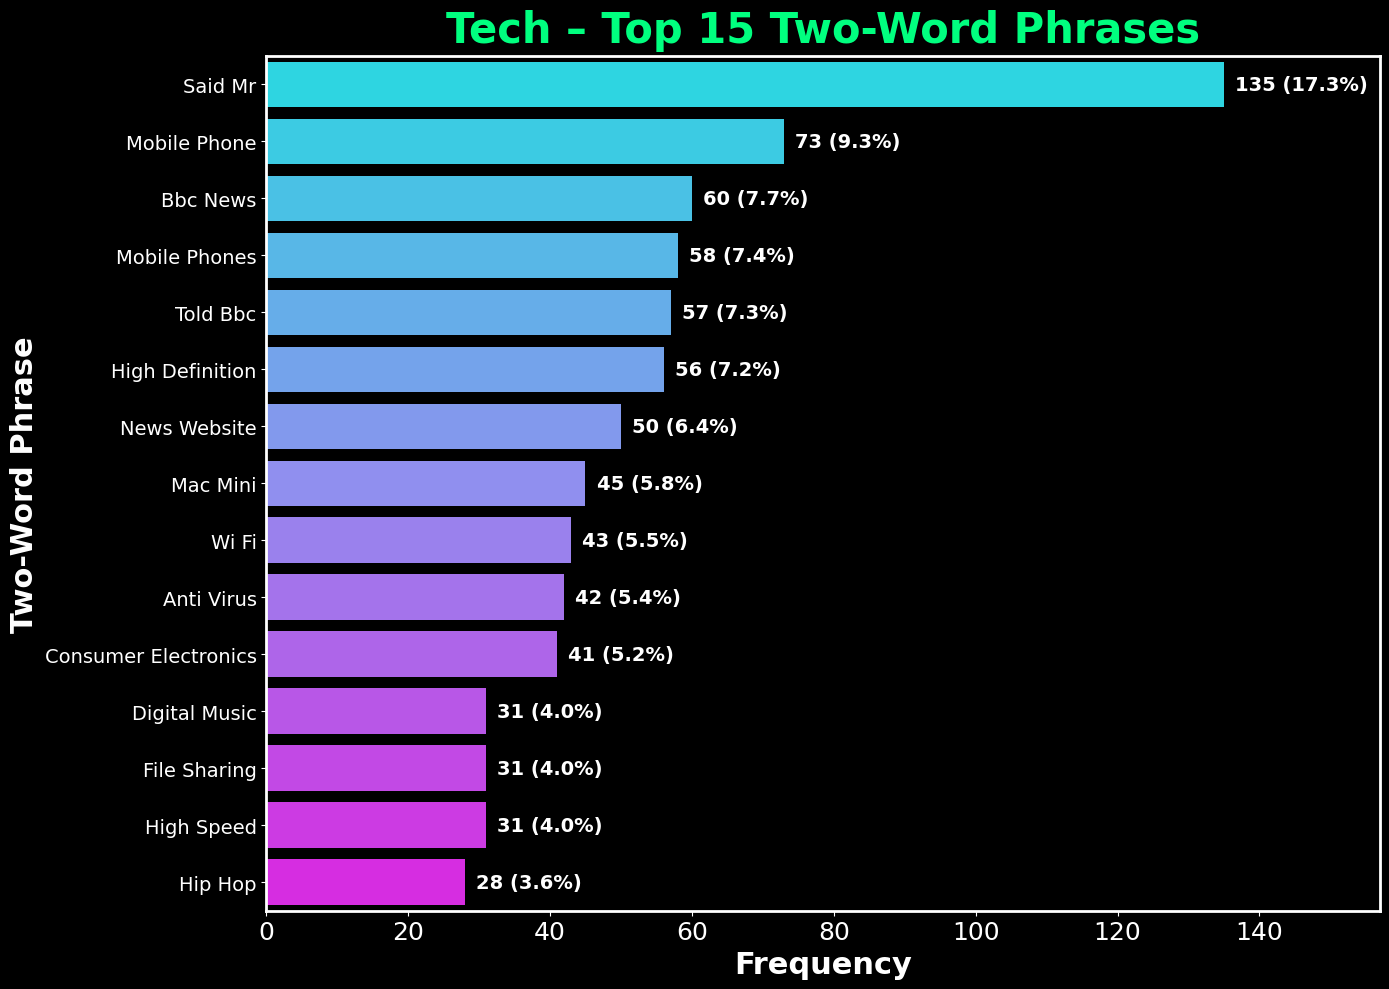 Tech – Top 15 Two-Word Phrases
Said Mr 135 (17.3%)
Mobile Phone 73 (9.3%)
Bbc News 60 (7.7%)
Mobile Phones 58 (7.4%)
Told Bbc 57 (7.3%)
High Definition 56 (7.2%)
News Website 50 (6.4%)
Mac Mini 45 (5.8%)
Wi Fi 43 (5.5%)
Anti Virus 42 (5.4%)
Consumer Electronics 41 (5.2%)
Digital Music 31 (4.0%)
File Sharing 31 (4.0%)
High Speed 31 (4.0%)
Hip Hop 28 (3.6%)
Two-Word Phrase
0 20 40 60 80 100 120 140
Frequency